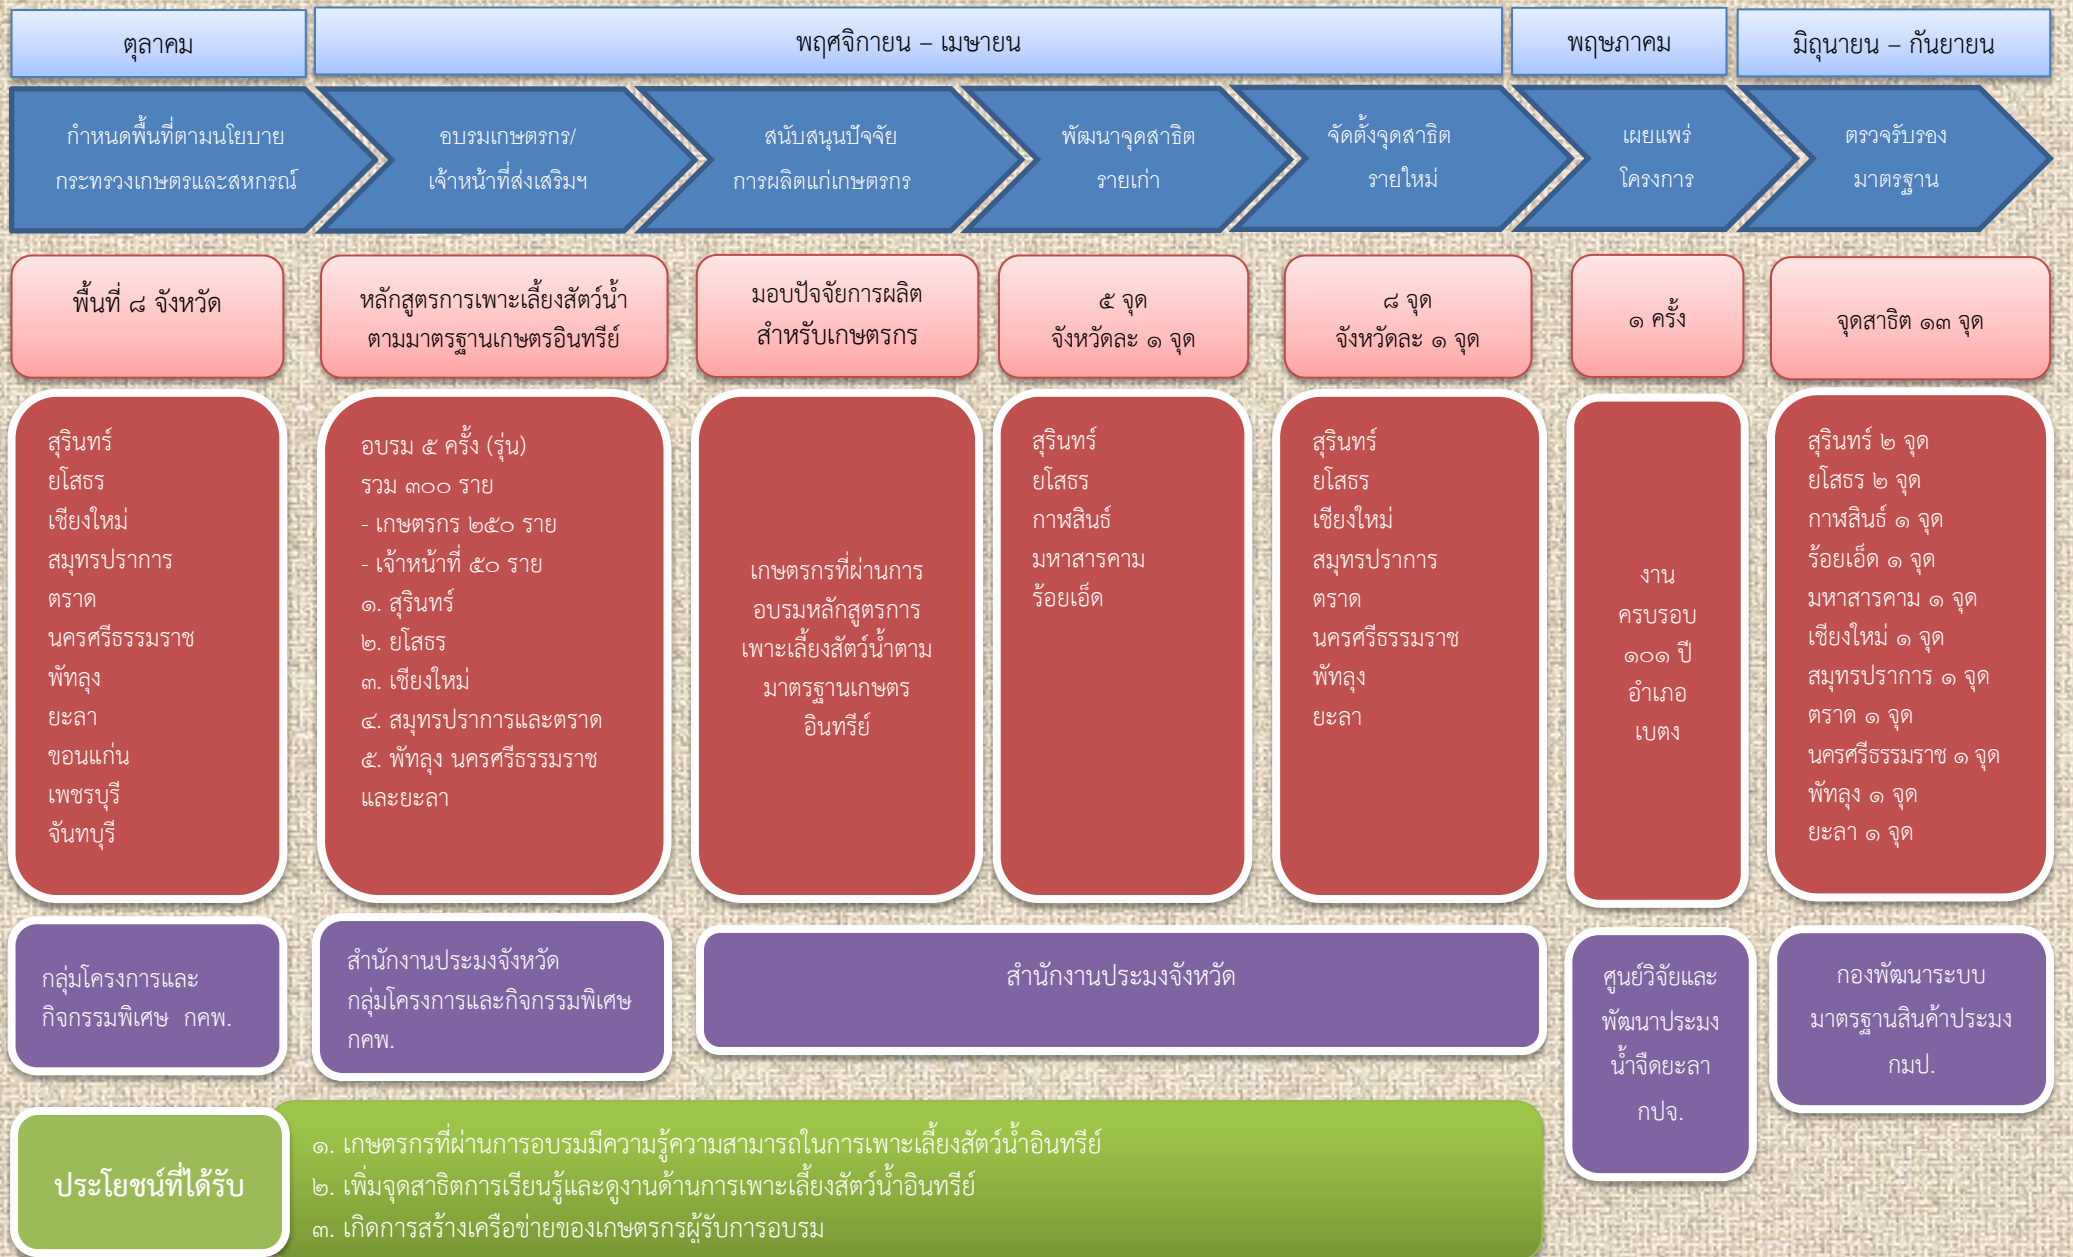 ตุลาคม
พฤศจิกายน – เมษายน
พฤษภาคม
มิถุนายน – กันยายน
กำหนดพื้นที่ตามนโยบาย
กระทรวงเกษตรและสหกรณ์
อบรมเกษตรกร/
เจ้าหน้าที่ส่งเสริมฯ
สนับสนุนปัจจัย
การผลิตแก่เกษตรกร
พัฒนาจุดสาธิต
รายเก่า
จัดตั้งจุดสาธิต
รายใหม่
เผยแพร่
โครงการ
ตรวจรับรอง
มาตรฐาน
พื้นที่ ๘ จังหวัด
หลักสูตรการเพาะเลี้ยงสัตว์น้ำ
ตามมาตรฐานเกษตรอินทรีย์
มอบปัจจัยการผลิต
สำหรับเกษตรกร
๕ จุด
จังหวัดละ ๑ จุด
๘ จุด
จังหวัดละ ๑ จุด
๑ ครั้ง
จุดสาธิต ๑๓ จุด
สุรินทร์
ยโสธร
เชียงใหม่
สมุทรปราการ
ตราด
นครศรีธรรมราช
พัทลุง
ยะลา
ขอนแก่น
เพชรบุรี
จันทบุรี
อบรม ๕ ครั้ง (รุ่น)
รวม ๓๐๐ ราย
- เกษตรกร ๒๕๐ ราย
- เจ้าหน้าที่ ๕๐ ราย
๑. สุรินทร์
๒. ยโสธร
๓. เชียงใหม่
๔. สมุทรปราการและตราด
๕. พัทลุง นครศรีธรรมราช
และยะลา
เกษตรกรที่ผ่านการ
อบรมหลักสูตรการ
เพาะเลี้ยงสัตว์น้ำตาม
มาตรฐานเกษตร
อินทรีย์
สุรินทร์
ยโสธร
กาฬสินธ์
มหาสารคาม
ร้อยเอ็ด
สุรินทร์
ยโสธร
เชียงใหม่
สมุทรปราการ
ตราด
นครศรีธรรมราช
พัทลุง
ยะลา
งาน
ครบรอบ
๑๐๑ ปี
อำเภอ
เบตง
สุรินทร์ ๒ จุด
ยโสธร ๒ จุด
กาฬสินธ์ ๑ จุด
ร้อยเอ็ด ๑ จุด
มหาสารคาม ๑ จุด
เชียงใหม่ ๑ จุด
สมุทรปราการ ๑ จุด
ตราด ๑ จุด
นครศรีธรรมราช ๑ จุด
พัทลุง ๑ จุด
ยะลา ๑ จุด
กลุ่มโครงการและ
กิจกรรมพิเศษ กคพ.
สำนักงานประมงจังหวัด
กลุ่มโครงการและกิจกรรมพิเศษ
กคพ.
สำนักงานประมงจังหวัด
ศูนย์วิจัยและ
พัฒนาประมง
น้ำจืดยะลา
กปจ.
กองพัฒนาระบบ
มาตรฐานสินค้าประมง
กมป.
ประโยชน์ที่ได้รับ
๑. เกษตรกรที่ผ่านการอบรมมีความรู้ความสามารถในการเพาะเลี้ยงสัตว์น้ำอินทรีย์
๒. เพิ่มจุดสาธิตการเรียนรู้และดูงานด้านการเพาะเลี้ยงสัตว์น้ำอินทรีย์
๓. เกิดการสร้างเครือข่ายของเกษตรกรผู้รับการอบรม